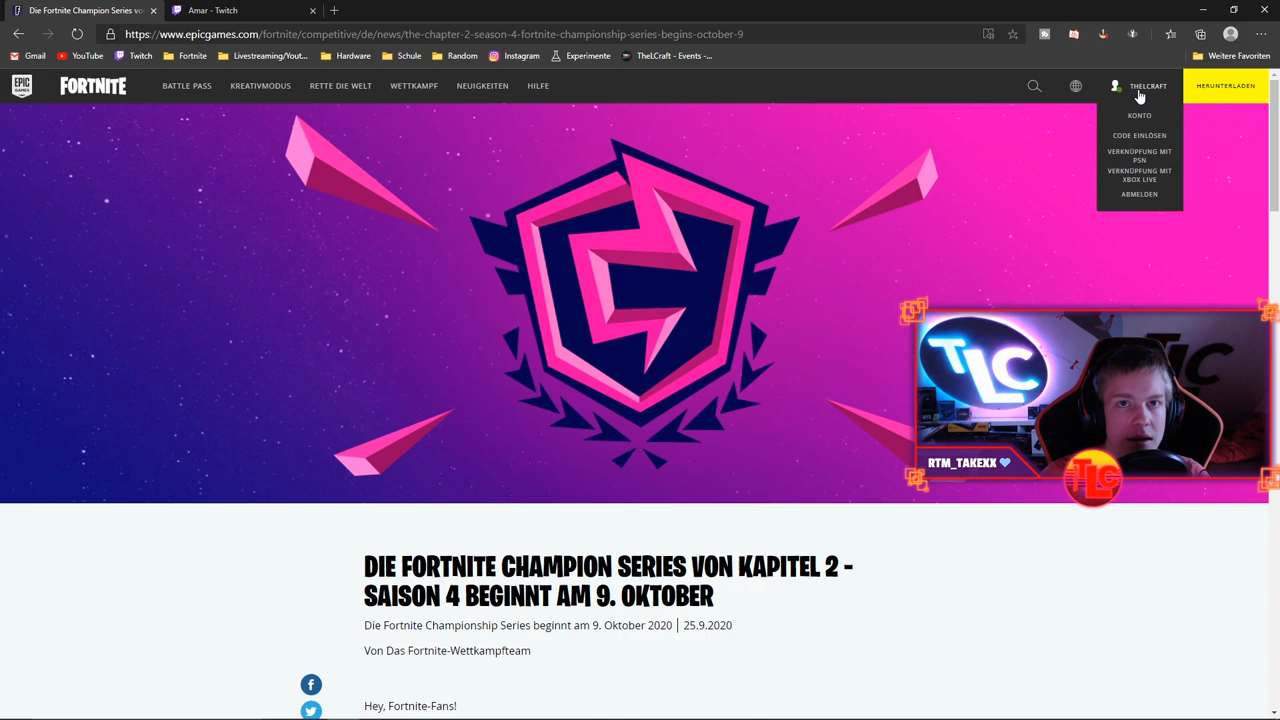 Die Fortnite Champion Series vo
Amar - Twitch
https://www.epicgames.com/fortnite/competitive/de/news/the-chapter-2-season-4-fortnite-championship-series-begins-october-9
Gmail YouTube Twitch Fortnite Livestreaming/Yout... Hardware Schule Random Instagram Experimente TheLCraft - Events -... Weitere Favoriten
EPIC GAMES FORTNITE BATTLE PASS KREATIVMODUS RETTE DIE WELT WETTKAMPF NEUIGKEITEN HILFE THELCRAFT HERUNTERLADEN
KONTO
CODE EINLÖSEN
VERKNÜPFUNG MIT
PSN
VERKNÜPFUNG MIT
XBOX LIVE
ABMELDEN
TLC
TLC
RTM_TAKEXX
TLC
DIE FORTNITE CHAMPION SERIES VON KAPITEL 2 -
SAISON 4 BEGINNT AM 9. OKTOBER
Die Fortnite Championship Series beginnt am 9. Oktober 2020 | 25.9.2020
Von Das Fortnite-Wettkampfteam
Hey, Fortnite-Fans!